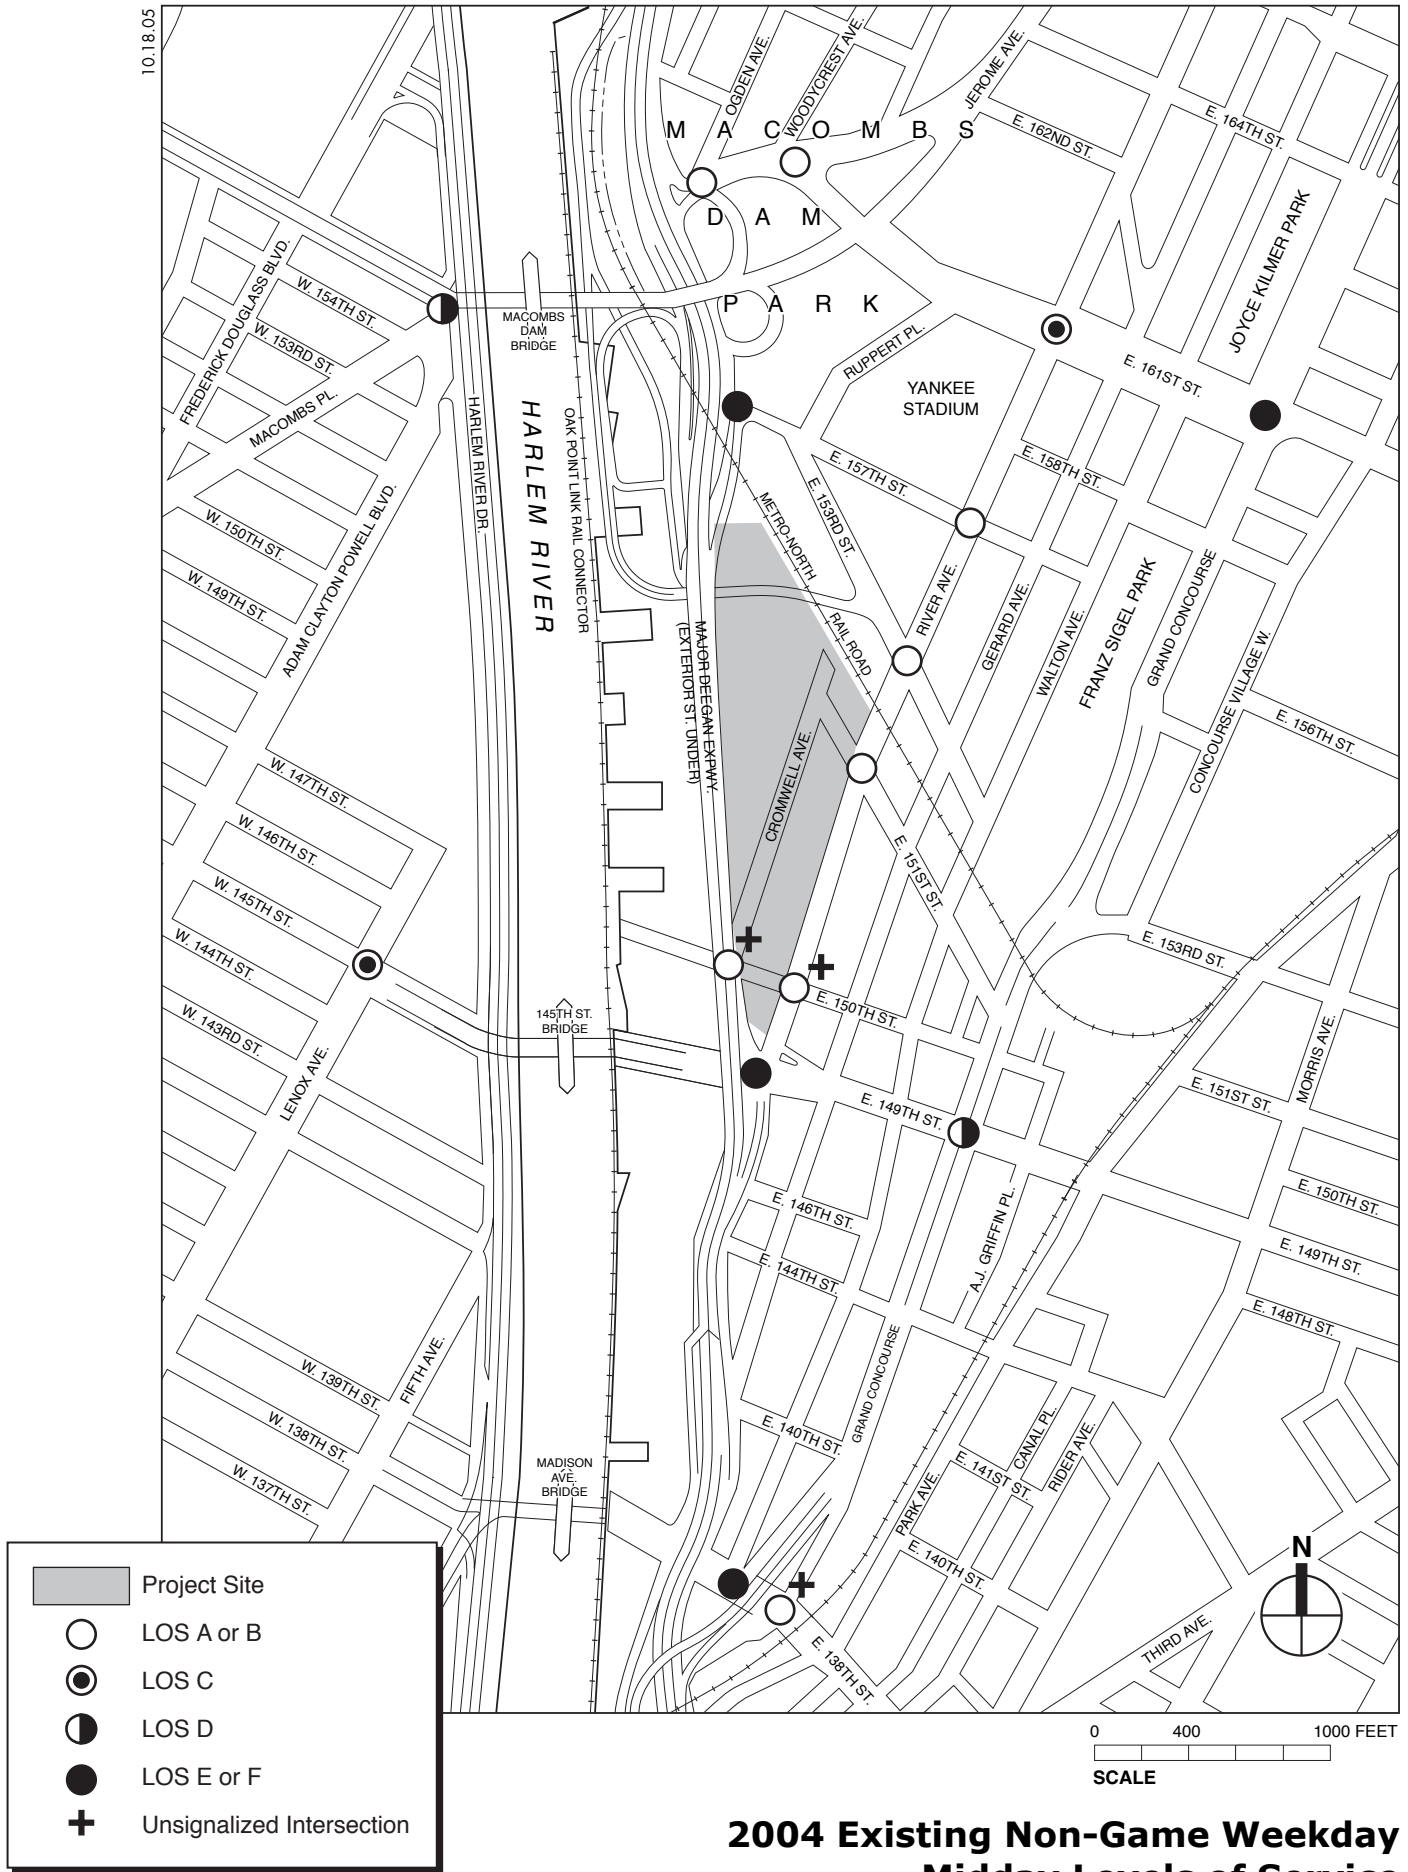 10.18.05
OGDEN AVE.
WOODYCREST AVE.
JEROME AVE.
E. 162ND ST.
E. 164TH ST.
MACOMBS
DAM
PARK
JOYCE KILMER PARK
FREDERICK DOUGLASS BLVD.
W. 154TH ST.
W. 153RD ST.
MACOMBS PL.
MACOMBS
DAM
BRIDGE
RUPPERT PL.
YANKEE
STADIUM
E. 161ST ST.
HARLEM RIVER DR.
HARLEM RIVER
OAK POINT LINK RAIL CONNECTOR
E. 157TH ST.
E. 158TH ST.
E. 153RD ST.
METRO-NORTH
RAIL ROAD
W. 150TH ST.
W. 149TH ST.
ADAM CLAYTON POWELL BLVD.
RIVER AVE.
GERARD AVE.
WALTON AVE.
FRANZ SIGEL PARK
GRAND CONCOURSE
CONCOURSE VILLAGE W.
E. 156TH ST.
MAJOR DEEGAN EXPWY.
(EXTERIOR ST. UNDER)
CROMWELL AVE.
W. 147TH ST.
W. 146TH ST.
W. 145TH ST.
W. 144TH ST.
W. 143RD ST.
E. 151ST ST.
E. 153RD ST.
E. 150TH ST.
145TH ST.
BRIDGE
LENOX AVE.
E. 149TH ST.
MORRIS AVE.
E. 151ST ST.
E. 150TH ST.
E. 149TH ST.
E. 148TH ST.
E. 146TH ST.
E. 144TH ST.
A.J. GRIFFIN PL.
GRAND CONCOURSE
FIFTH AVE.
W. 139TH ST.
W. 138TH ST.
W. 137TH ST.
MADISON
AVE.
BRIDGE
E. 140TH ST.
CANAL PL.
RIDER AVE.
E. 141ST ST.
PARK AVE.
E. 140TH ST.
E. 138TH ST.
THIRD AVE.
N
Project Site
LOS A or B
LOS C
LOS D
LOS E or F
Unsignalized Intersection
0 400 1000 FEET
SCALE
2004 Existing Non-Game Weekday
Midday Levels of Service